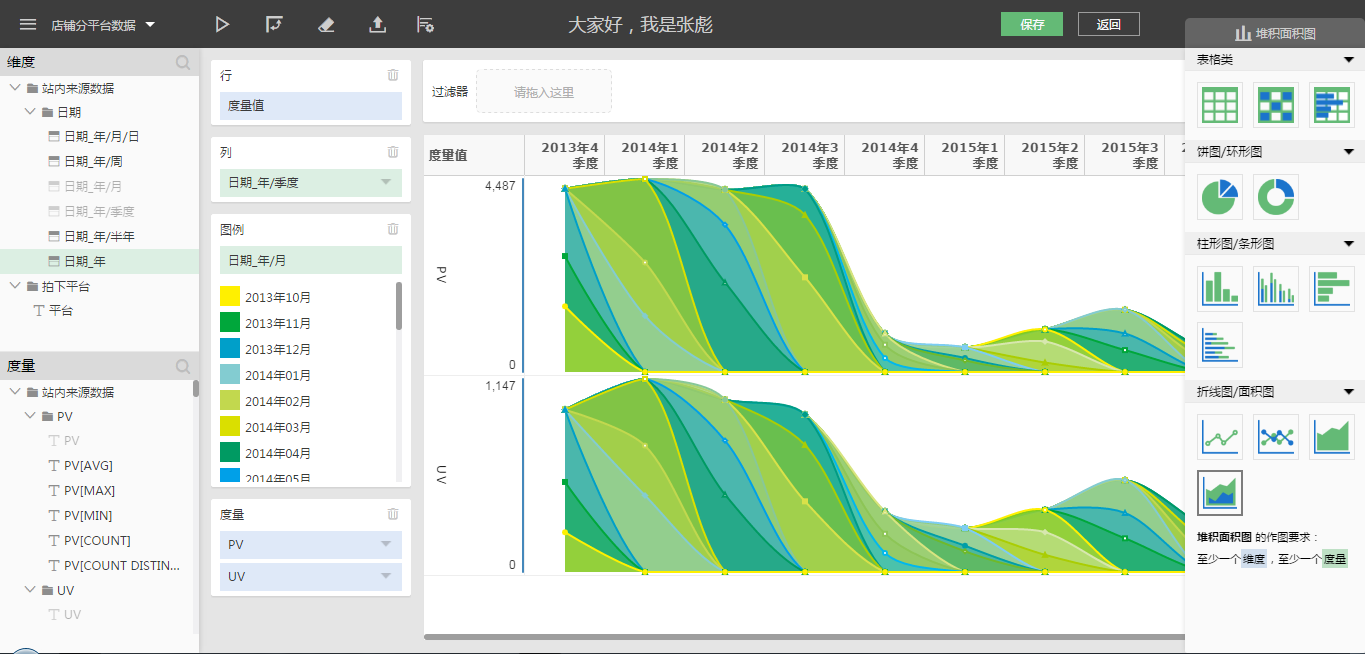 店铺分平台数据
大家好，我是张彪
保存
返回
堆积面积图
维度
站内来源数据
日期
日期_年/月/日
日期_年/周
日期_年/月
日期_年/季度
日期_年/半年
日期_年
拍下平台
平台
度量
站内来源数据
PV
PV
PV[AVG]
PV[MAX]
PV[MIN]
PV[COUNT]
PV[COUNT DISTIN...
UV
UV
行
度量值
列
日期_年/季度
图例
日期_年/月
2013年10月
2013年11月
2013年12月
2014年01月
2014年02月
2014年03月
2014年04月
2014年05月
度量
PV
UV
过滤器
请拖入这里
度量值
2013年4季度
2014年1季度
2014年2季度
2014年3季度
2014年4季度
2015年1季度
2015年2季度
2015年3季度
4,487
PV
0
1,147
UV
0
表格类
饼图/环形图
柱形图/条形图
折线图/面积图
堆积面积图 的作图要求：
至少一个 维度 ，至少一个 度量